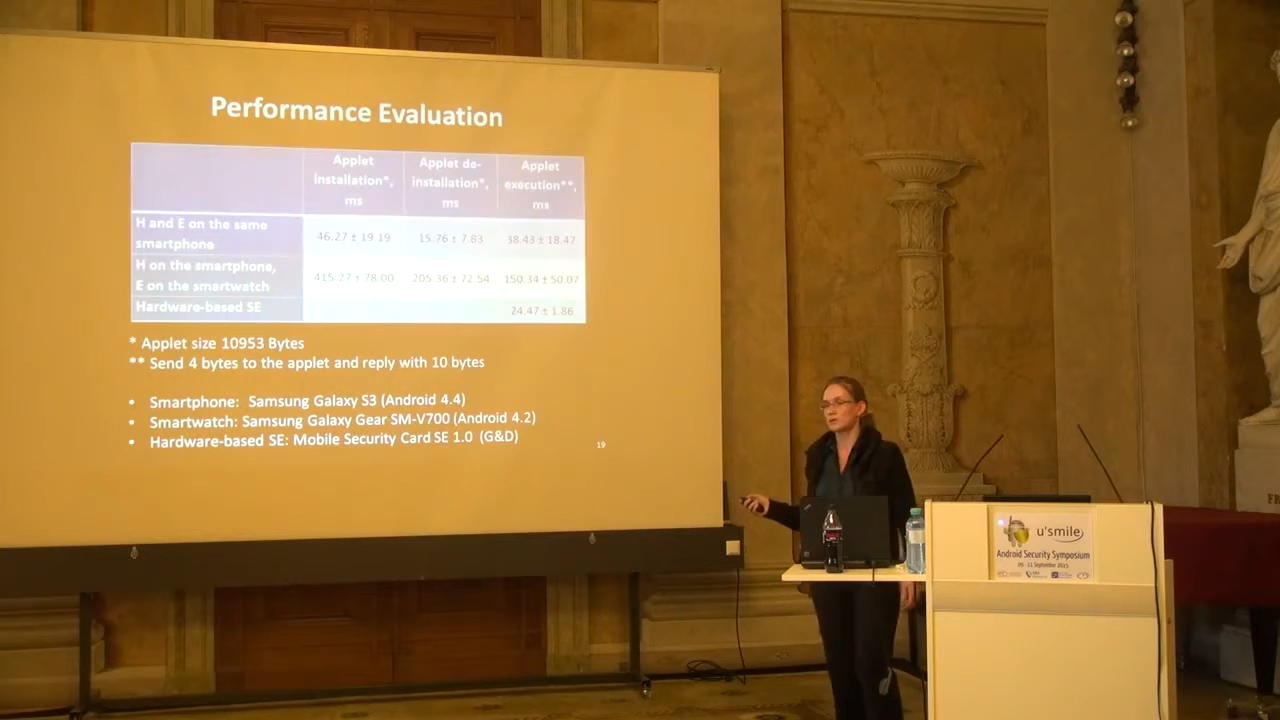 Performance Evaluation
Applet installation*, ms
Applet de-installation*, ms
Applet execution**, ms
H and E on the same smartphone
46.27 ± 19.19
15.76 ± 7.83
38.43 ± 18.47
H on the smartphone, E on the smartwatch
415.27 ± 78.00
205.36 ± 72.54
150.34 ± 50.07
Hardware-based SE
24.47 ± 1.86
* Applet size 10953 Bytes
** Send 4 bytes to the applet and reply with 10 bytes
• Smartphone: Samsung Galaxy S3 (Android 4.4)
• Smartwatch: Samsung Galaxy Gear SM-V700 (Android 4.2)
• Hardware-based SE: Mobile Security Card SE 1.0 (G&D)
19
u'smile
Android Security Symposium
09 - 11 September 2015